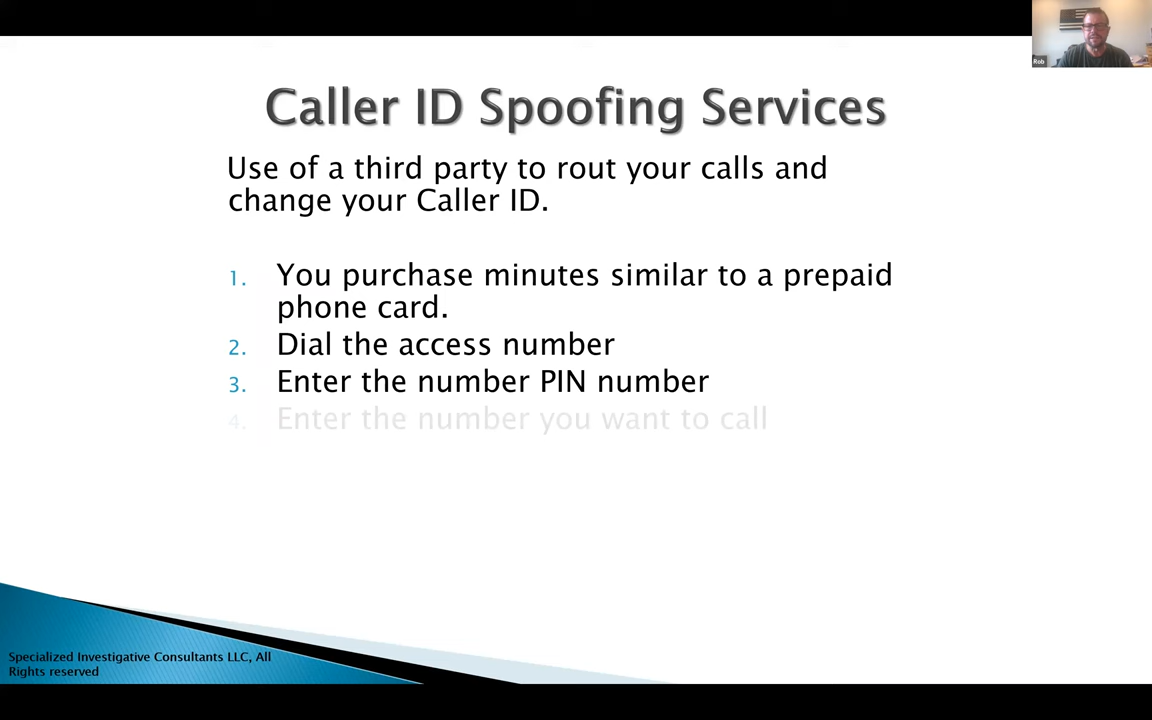 Rob
Caller ID Spoofing Services
Use of a third party to rout your calls and
change your Caller ID.
1. You purchase minutes similar to a prepaid
phone card.
2. Dial the access number
3. Enter the number PIN number
4. Enter the number you want to call
Specialized Investigative Consultants LLC, All
Rights reserved